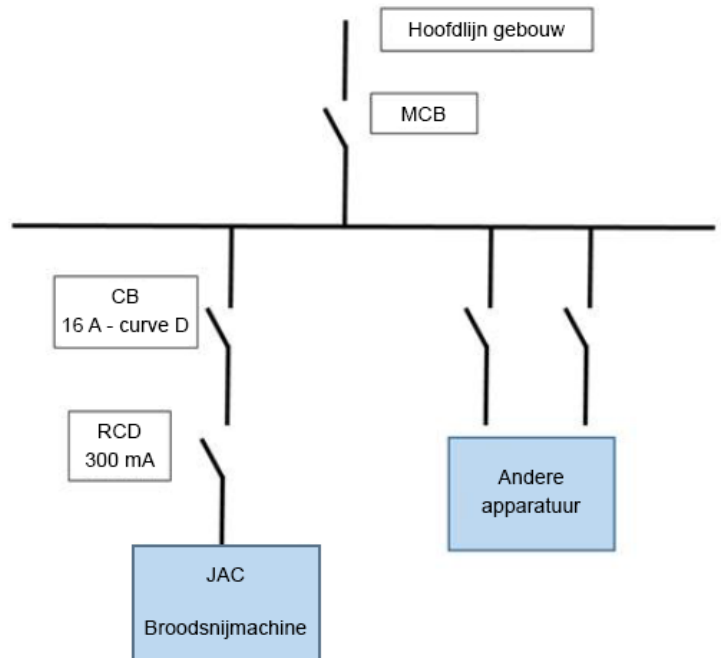 Hoofdlijn gebouw
MCB
CB
16 A - curve D
RCD
300 mA
Andere
apparatuur
JAC
Broodsnijmachine